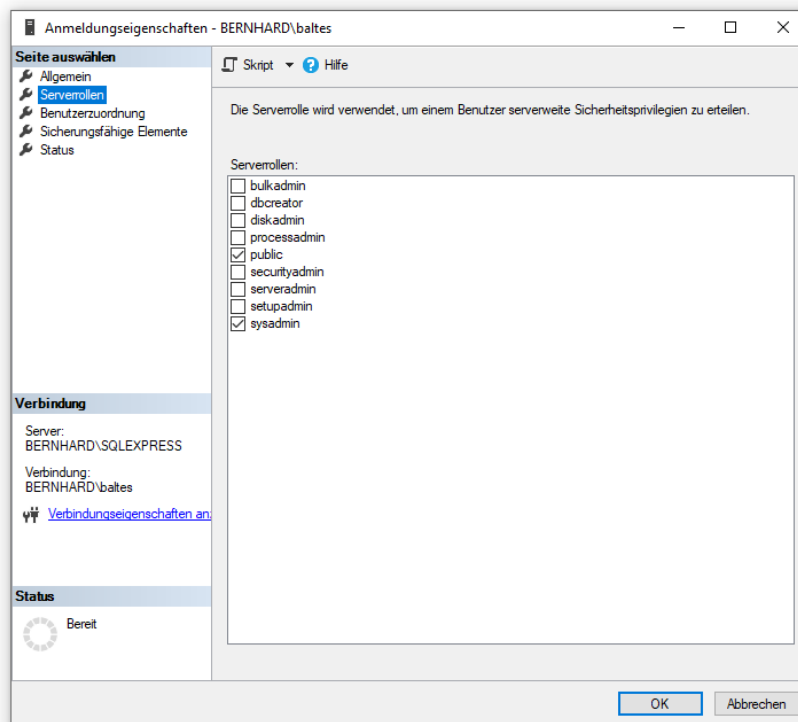 Anmeldungseigenschaften - BERNHARD\baltes
Seite auswählen
Allgemein
Serverrollen
Benutzerzuordnung
Sicherungsfähige Elemente
Status
Skript
Hilfe
Die Serverrolle wird verwendet, um einem Benutzer serverweite Sicherheitsprivilegien zu erteilen.
Serverrollen:
bulkadmin
dbcreator
diskadmin
processadmin
public
securityadmin
serveradmin
setupadmin
sysadmin
Verbindung
Server:
BERNHARD\SQLEXPRESS
Verbindung:
BERNHARD\baltes
Verbindungseigenschaften an
Status
Bereit
OK
Abbrechen